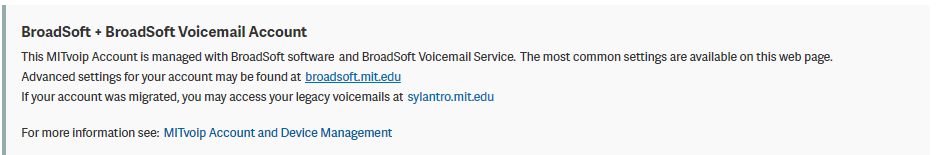 BroadSoft + BroadSoft Voicemail Account
This MITvoip Account is managed with BroadSoft software and BroadSoft Voicemail Service. The most common settings are available on this web page.
Advanced settings for your account may be found at broadsoft.mit.edu
If your account was migrated, you may access your legacy voicemails at sylantro.mit.edu
For more information see: MITvoip Account and Device Management